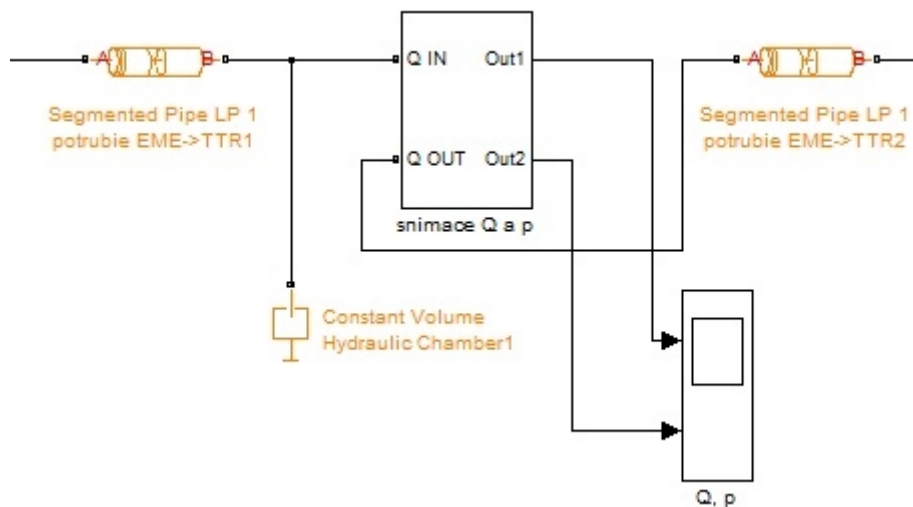 A
B
Segmented Pipe LP 1
potrubie EME->TTR1
Q IN
Out1
Q OUT
Out2
snimace Q a p
A
B
Segmented Pipe LP 1
potrubie EME->TTR2
Constant Volume
Hydraulic Chamber1
Q, p